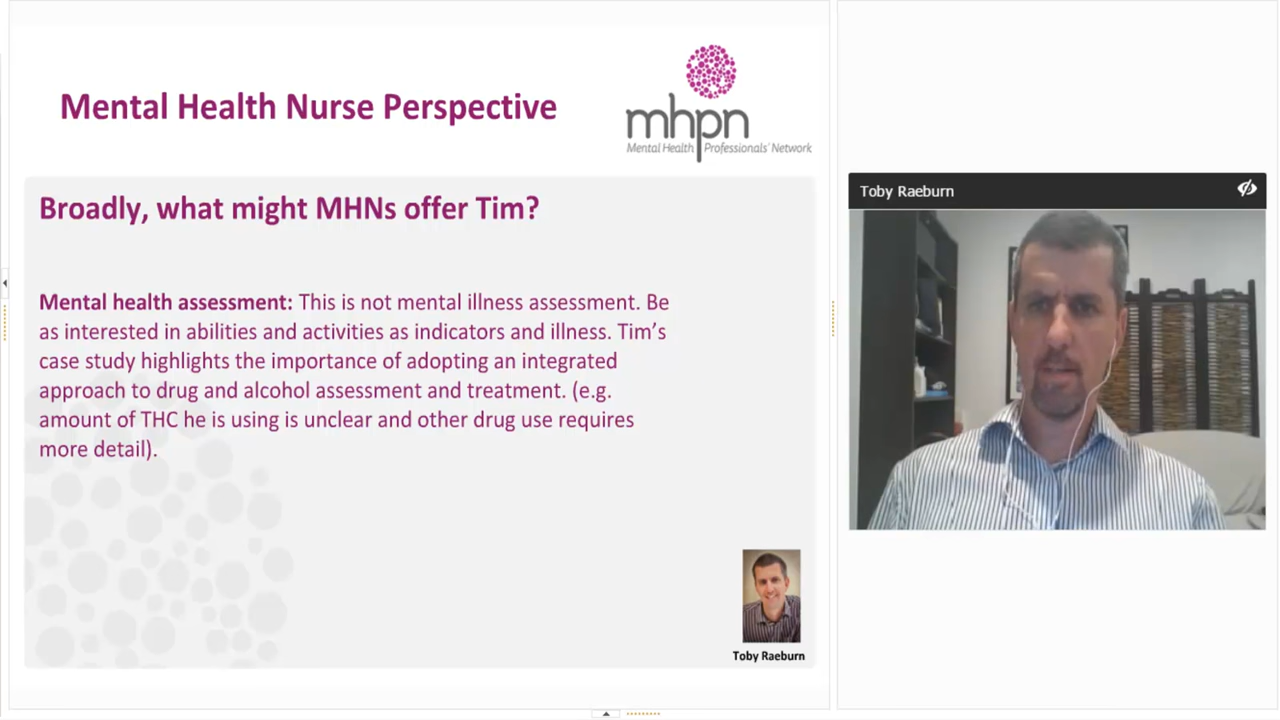 Mental Health Nurse Perspective
mhpn
Mental Health Professionals' Network
Broadly, what might MHNs offer Tim?
Mental health assessment: This is not mental illness assessment. Be
as interested in abilities and activities as indicators and illness. Tim's
case study highlights the importance of adopting an integrated
approach to drug and alcohol assessment and treatment. (e.g.
amount of THC he is using is unclear and other drug use requires
more detail).
Toby Raeburn
Toby Raeburn